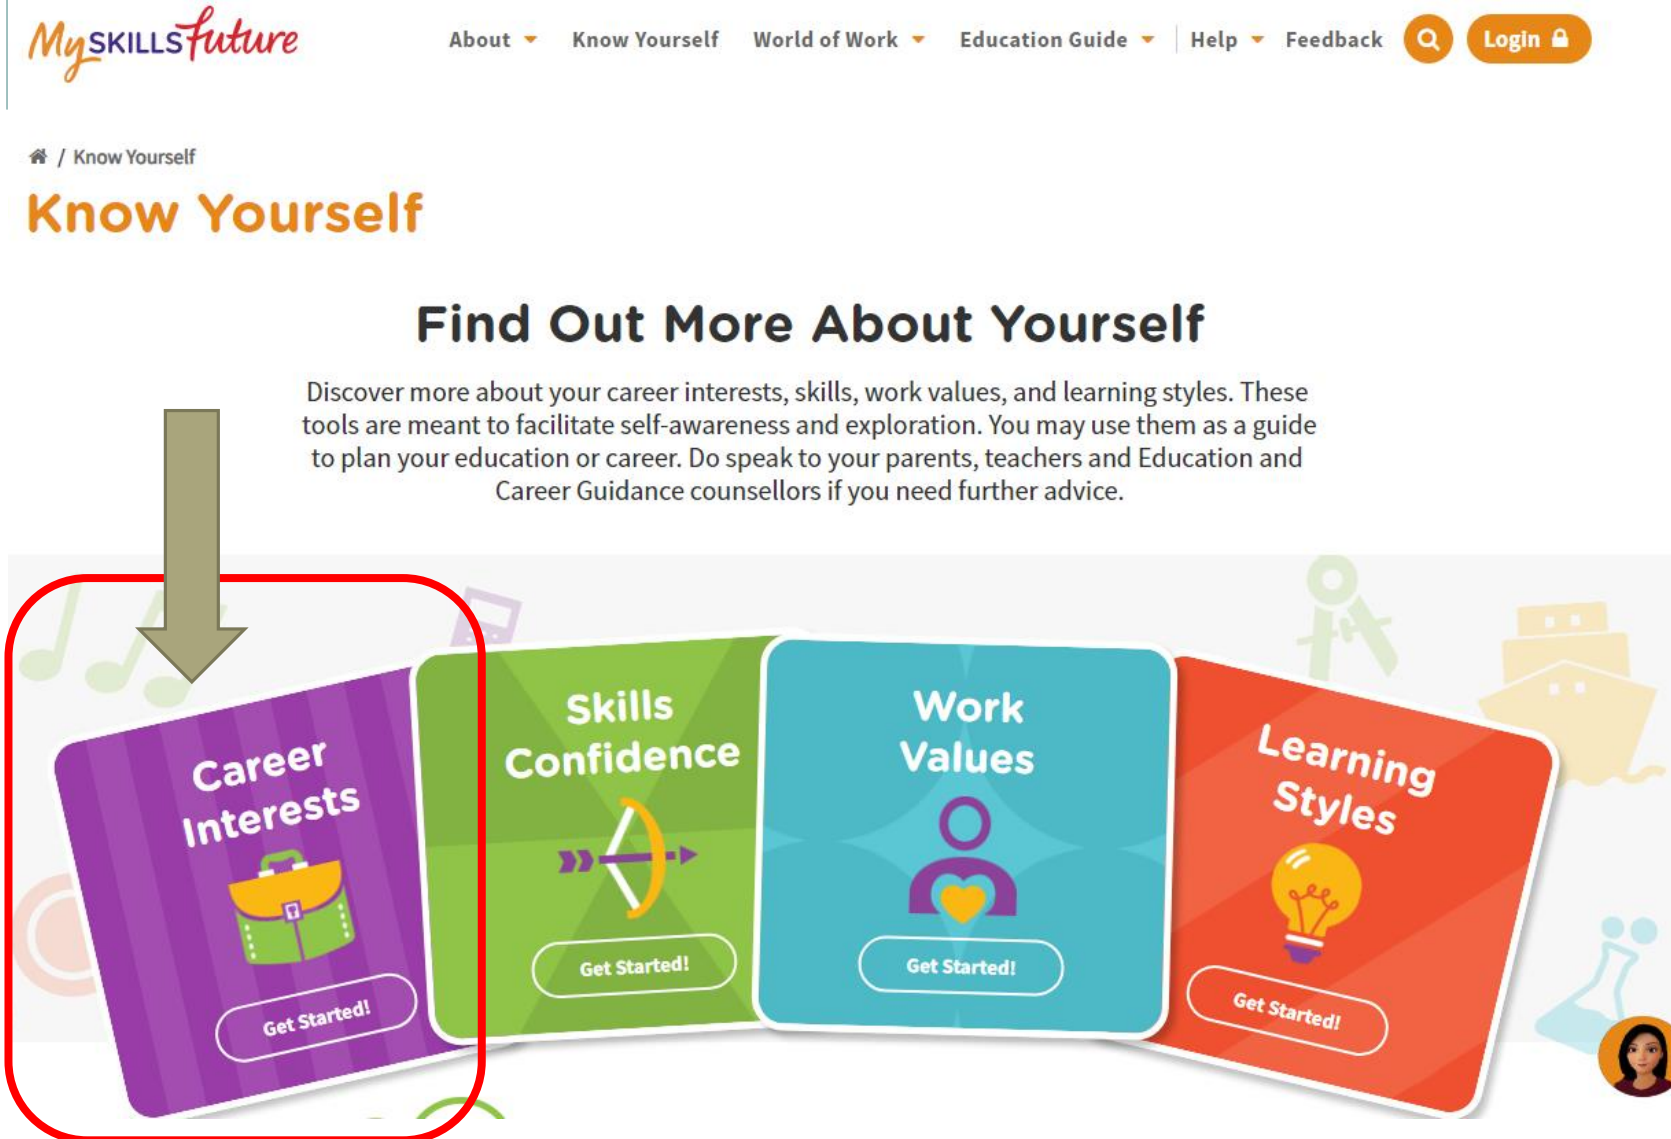 MySKILLSfuture
About Know Yourself World of Work Education Guide Help Feedback Login
/ Know Yourself
Know Yourself
Find Out More About Yourself
Discover more about your career interests, skills, work values, and learning styles. These
tools are meant to facilitate self-awareness and exploration. You may use them as a guide
to plan your education or career. Do speak to your parents, teachers and Education and
Career Guidance counsellors if you need further advice.
Career
Interests
Get Started!
Skills
Confidence
Get Started!
Work
Values
Get Started!
Learning
Styles
Get Started!